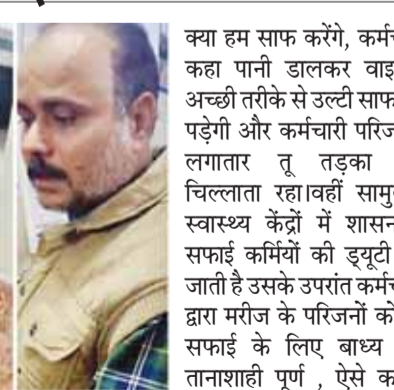 क्या हम साफ करेंगे, कर्मच
कहा पानी डालकर वाइ
अच्छी तरीके से उल्टी साफ
पड़ेगी और कर्मचारी परिज
लगातार तू तड़का
चिल्लाता रहा।वहीं सामु
स्वास्थ्य केंद्रों में शासन
सफाई कर्मियों की ड्यूटी
जाती है उसके उपरांत कर्मच
द्वारा मरीज के परिजनों को
सफाई के लिए बाध्य
तानाशाही पूर्ण , ऐसे क